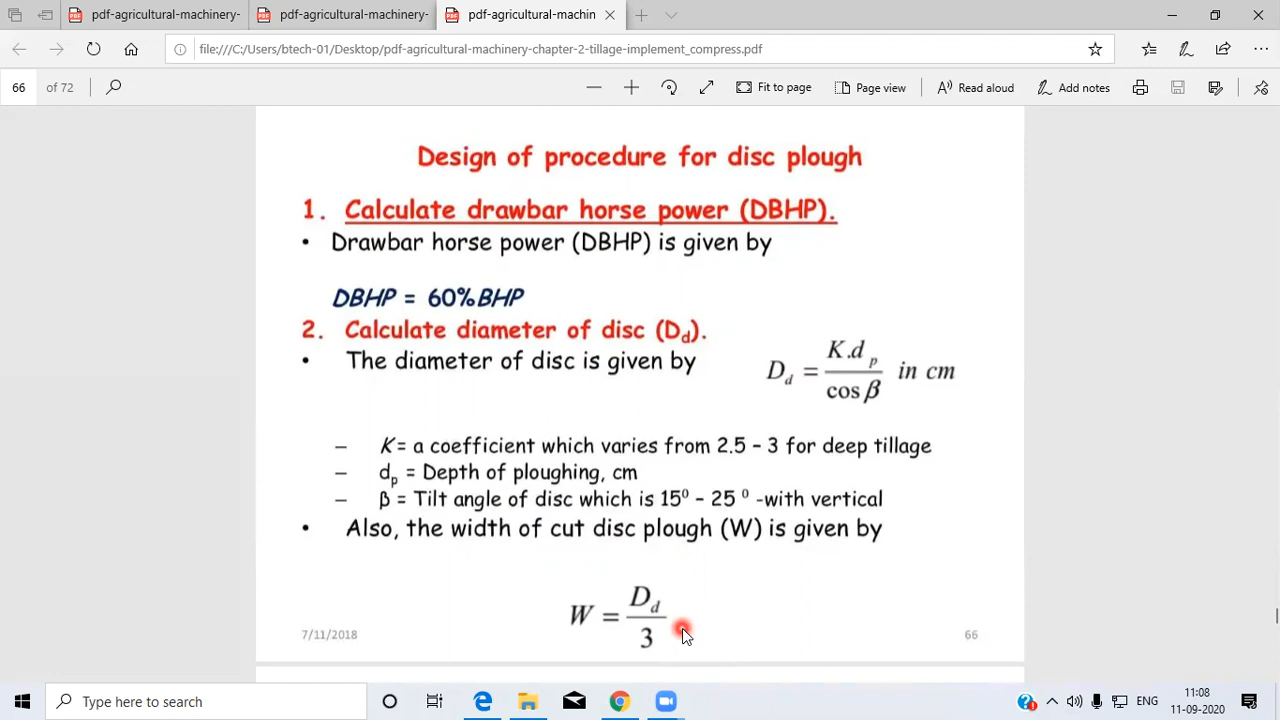 pdf-agricultural-machinery-
pdf-agricultural-machinery-
pdf-agricultural-machin
file:///C:/Users/btech-01/Desktop/pdf-agricultural-machinery-chapter-2-tillage-implement_compress.pdf
66 of 72
Fit to page
Page view
Read aloud
Add notes
Design of procedure for disc plough
1. Calculate drawbar horse power (DBHP).
• Drawbar horse power (DBHP) is given by
DBHP = 60%BHP
2. Calculate diameter of disc (Dd).
• The diameter of disc is given by
Dd = K.dp / cos β in cm
– K= a coefficient which varies from 2.5 – 3 for deep tillage
– dp = Depth of ploughing, cm
– β = Tilt angle of disc which is 15⁰ – 25 ⁰ -with vertical
• Also, the width of cut disc plough (W) is given by
W = Dd / 3
7/11/2018
66
Type here to search
ENG
11:08
11-09-2020